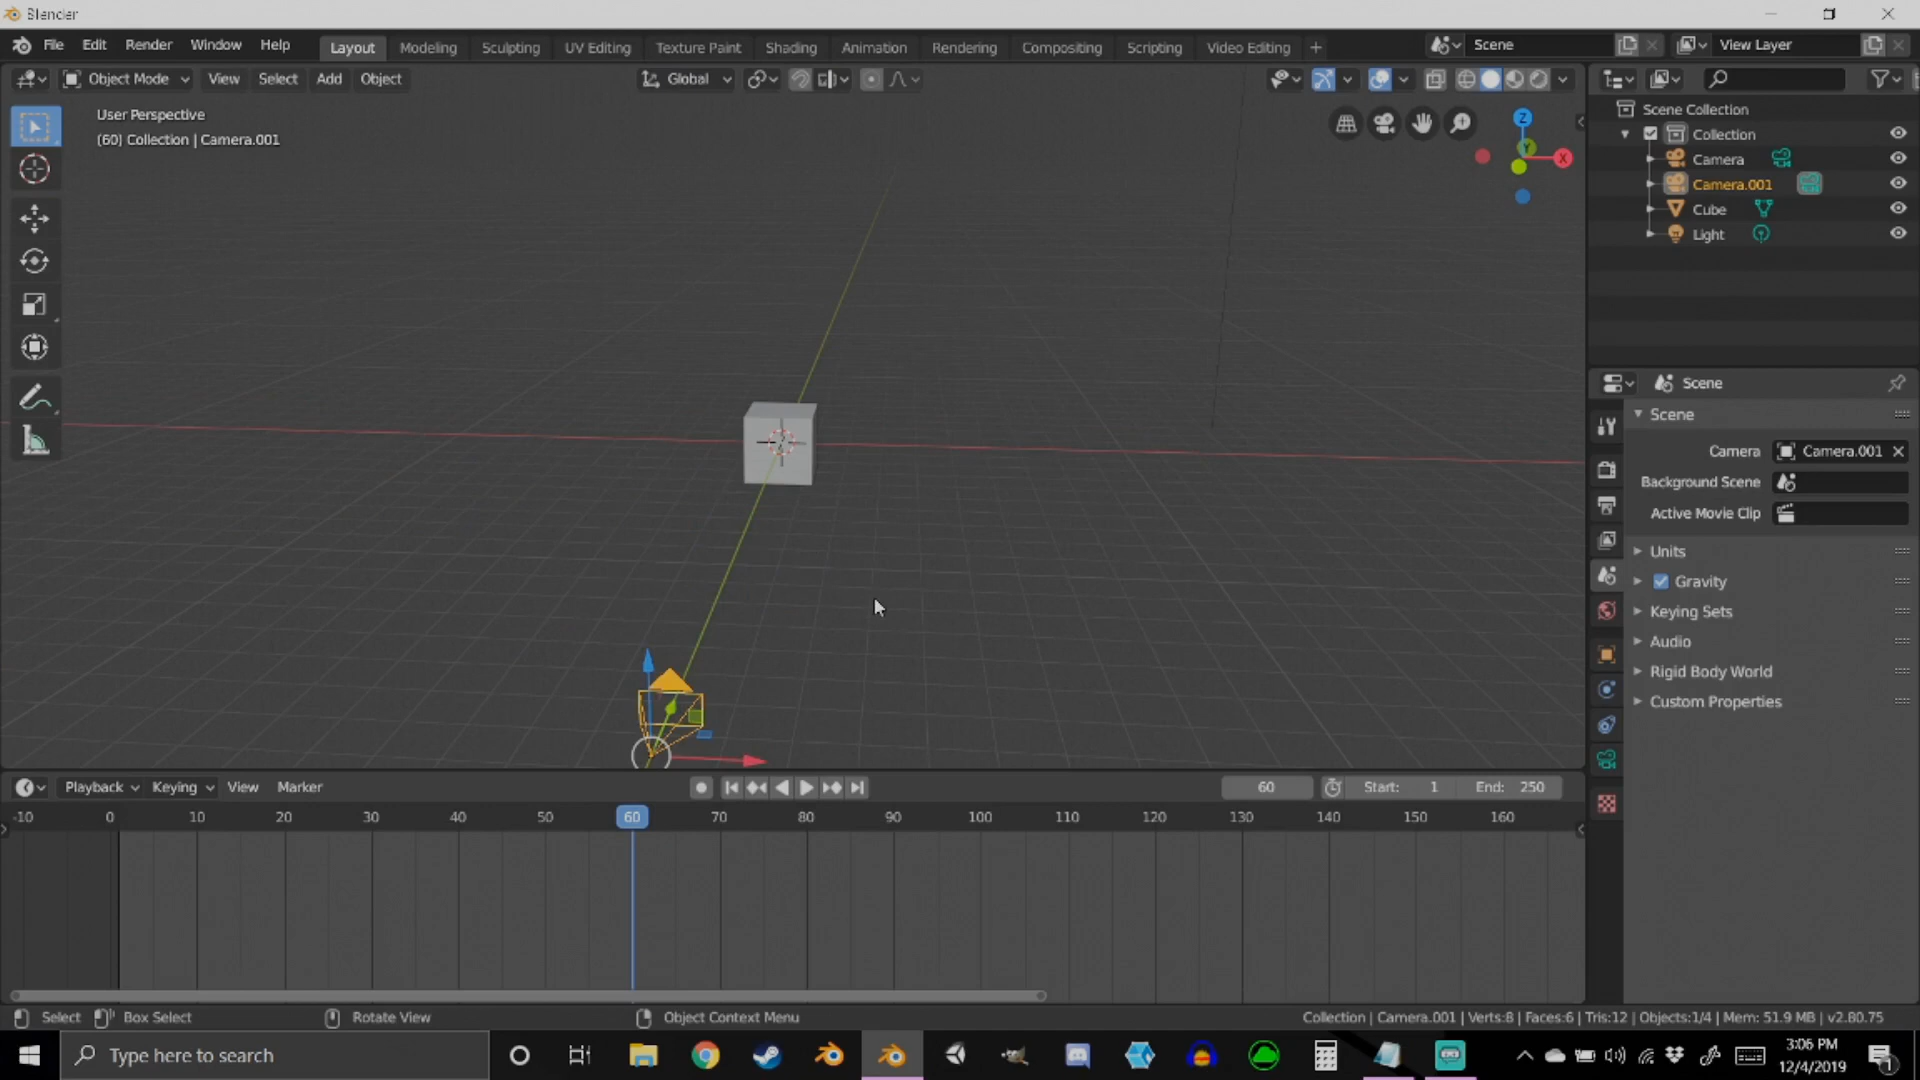 Blender
File Edit Render Window Help Layout Modeling Sculpting UV Editing Texture Paint Shading Animation Rendering Compositing Scripting Video Editing + Scene View Layer
Object Mode View Select Add Object Global
User Perspective
(60) Collection | Camera.001
Z
Y
X
Scene Collection
Collection
Camera
Camera.001
Cube
Light
Scene
Scene
Camera Camera.001
Background Scene
Active Movie Clip
Units
Gravity
Keying Sets
Audio
Rigid Body World
Custom Properties
Playback Keying View Marker 60 Start: 1 End: 250
-10 0 10 20 30 40 50 60 70 80 90 100 110 120 130 140 150 160
Select Box Select Rotate View Object Context Menu Collection | Camera.001 | Verts:8 | Faces:6 | Tris:12 | Objects:1/4 | Mem: 51.9 MB | v2.80.75
Type here to search
3:06 PM
12/4/2019
1